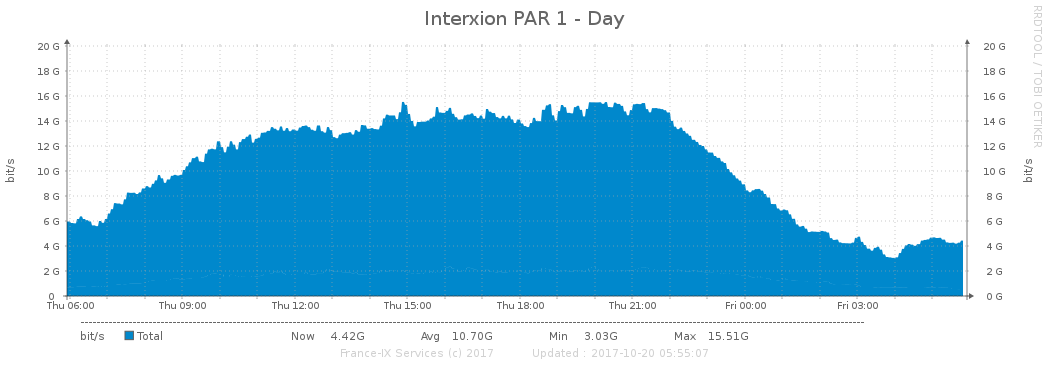 Interxion PAR 1 - Day
RRDTOOL / TOBI OETIKER
bit/s
20 G
18 G
16 G
14 G
12 G
10 G
8 G
6 G
4 G
2 G
0
20 G
18 G
16 G
14 G
12 G
10 G
8 G
6 G
4 G
2 G
0 G
bit/s
Thu 06:00 Thu 09:00 Thu 12:00 Thu 15:00 Thu 18:00 Thu 21:00 Fri 00:00 Fri 03:00
bit/s Total Now 4.42G Avg 10.70G Min 3.03G Max 15.51G
France-IX Services (c) 2017 Updated : 2017-10-20 05:55:07